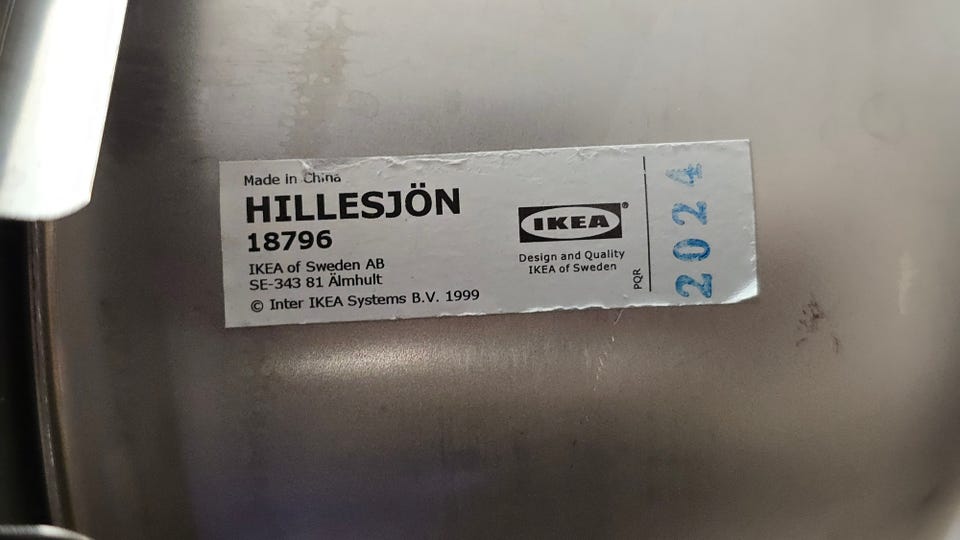 Made in China
HILLESJÖN
18796
IKEA of Sweden AB
SE-343 81 Älmhult
© Inter IKEA Systems B.V. 1999
IKEA®
Design and Quality
IKEA of Sweden
PQR
2024